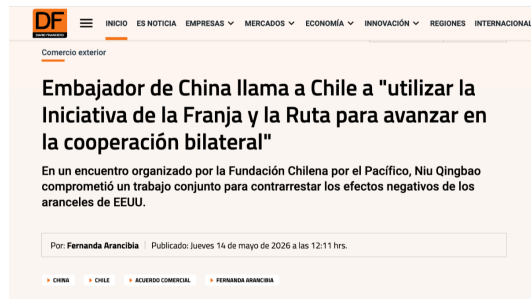 DF
DIARIO FINANCIERO
INICIO ES NOTICIA EMPRESAS MERCADOS ECONOMÍA INNOVACIÓN REGIONES INTERNACIONAL
Comercio exterior
Embajador de China llama a Chile a "utilizar la
Iniciativa de la Franja y la Ruta para avanzar en
la cooperación bilateral"
En un encuentro organizado por la Fundación Chilena por el Pacífico, Niu Qingbao
comprometió un trabajo conjunto para contrarrestar los efectos negativos de los
aranceles de EEUU.
Por: Fernanda Arancibia Publicado: Jueves 14 de mayo de 2026 a las 12:11 hrs.
CHINA CHILE ACUERDO COMERCIAL FERNANDA ARANCIBIA